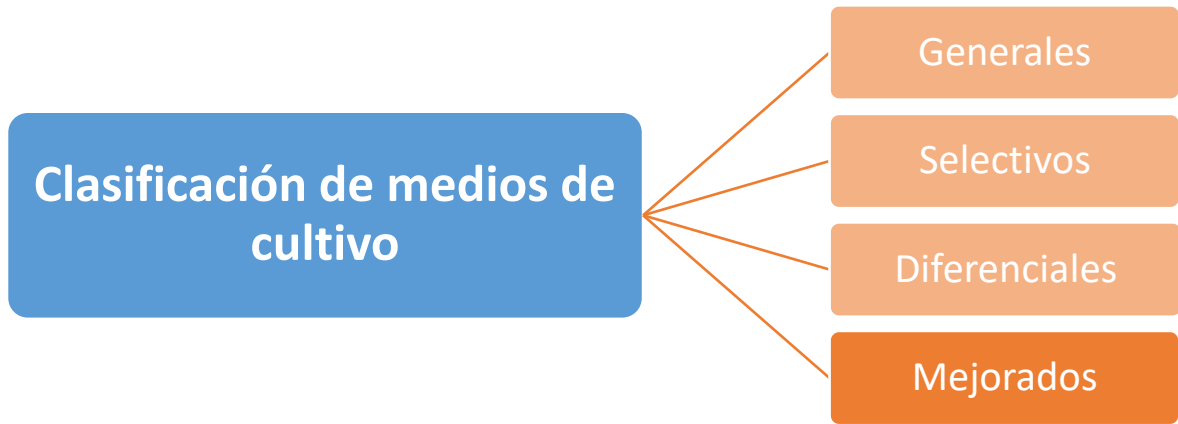 Clasificación de medios de
cultivo
Generales
Selectivos
Diferenciales
Mejorados